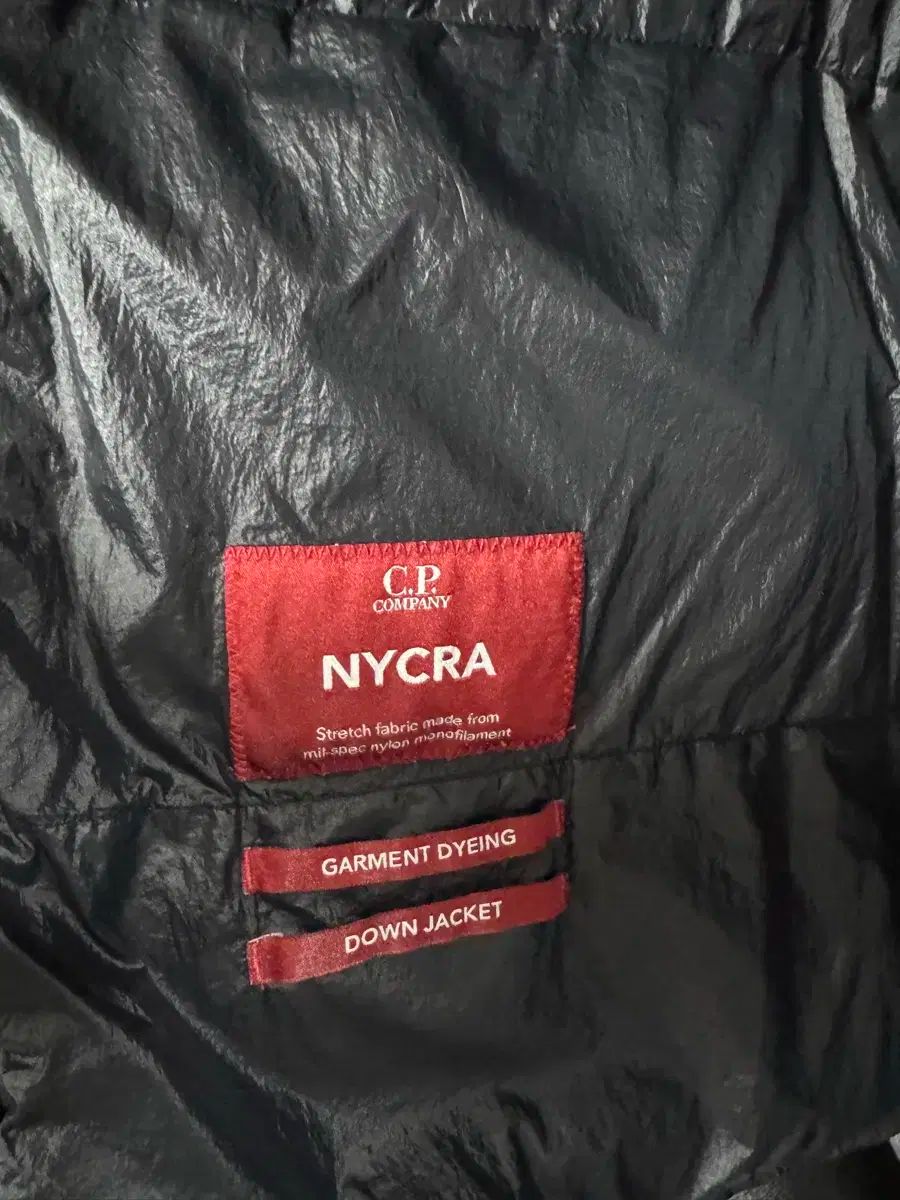 C.P.
COMPANY
NYCRA
Stretch fabric made from
mil-spec nylon monofilament
GARMENT DYEING
DOWN JACKET